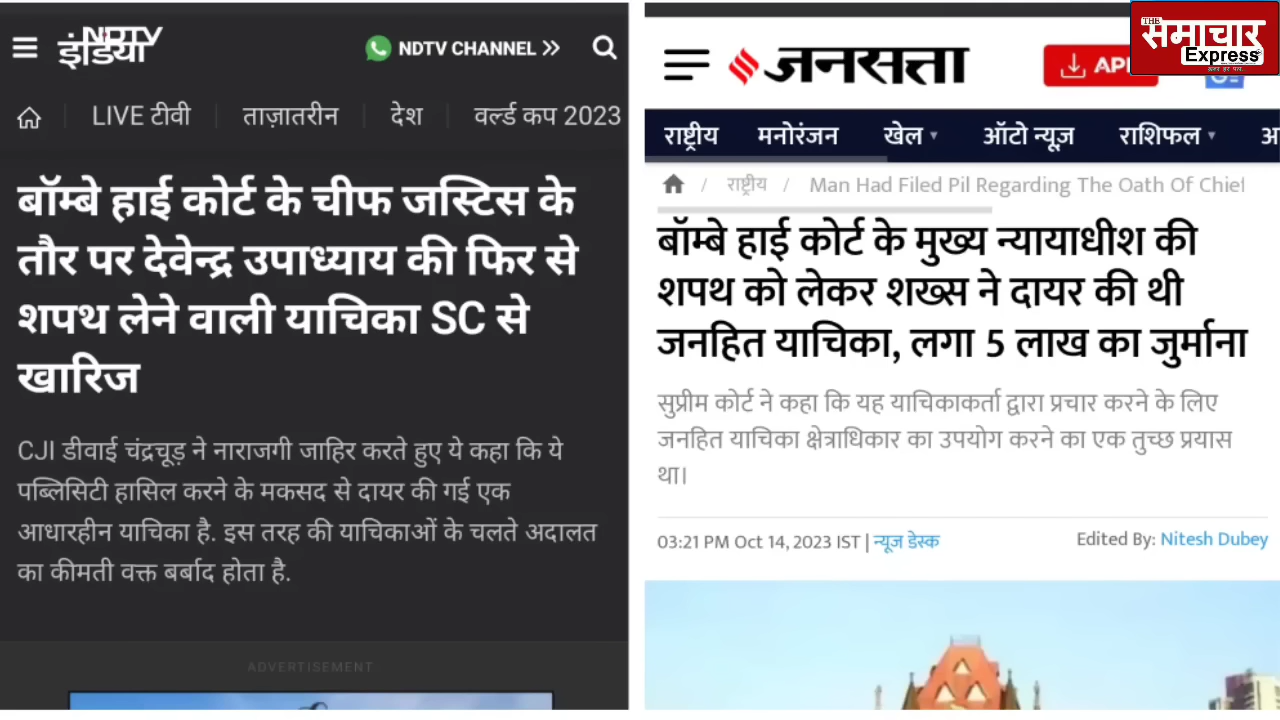 NDTV
इंडिया
NDTV CHANNEL >>
LIVE टीवी
ताज़ातरीन
देश
वर्ल्ड कप 2023
बॉम्बे हाई कोर्ट के चीफ जस्टिस के
तौर पर देवेन्द्र उपाध्याय की फिर से
शपथ लेने वाली याचिका SC से
खारिज
CJI डीवाई चंद्रचूड़ ने नाराजगी जाहिर करते हुए ये कहा कि ये
पब्लिसिटी हासिल करने के मकसद से दायर की गई एक
आधारहीन याचिका है. इस तरह की याचिकाओं के चलते अदालत
का कीमती वक्त बर्बाद होता है.
ADVERTISEMENT
THE
समाचार
Express
जनसत्ता
AP
राष्ट्रीय
मनोरंजन
खेल
ऑटो न्यूज़
राशिफल
अ
/ राष्ट्रीय / Man Had Filed Pil Regarding The Oath Of Chief
बॉम्बे हाई कोर्ट के मुख्य न्यायाधीश की
शपथ को लेकर शख्स ने दायर की थी
जनहित याचिका, लगा 5 लाख का जुर्माना
सुप्रीम कोर्ट ने कहा कि यह याचिकाकर्ता द्वारा प्रचार करने के लिए
जनहित याचिका क्षेत्राधिकार का उपयोग करने का एक तुच्छ प्रयास
था।
03:21 PM Oct 14, 2023 IST | न्यूज डेस्क
Edited By: Nitesh Dubey